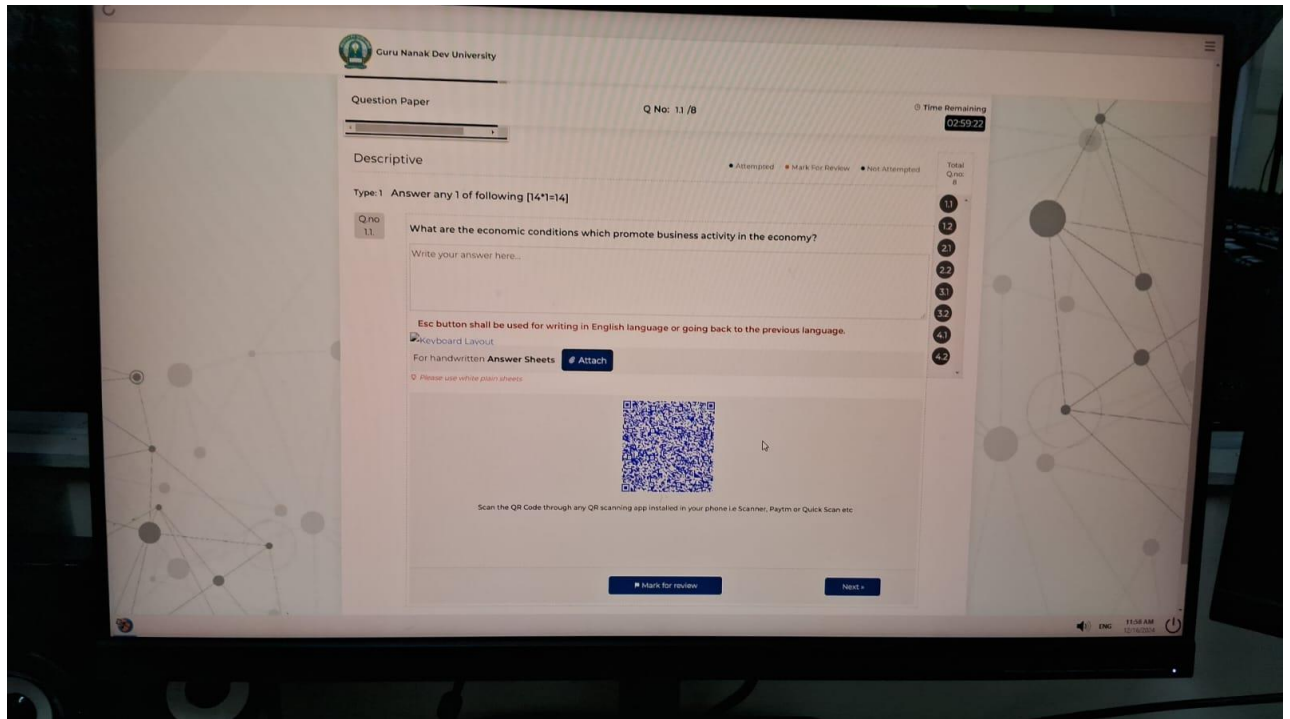 Guru Nanak Dev University
Question Paper
Q No: 1.1 /8
Time Remaining
02:59:22
Descriptive
Attempted Mark For Review Not Attempted
Total
Q.no:
8
Type: 1 Answer any 1 of following [14*1=14]
Q.no
1.1.
What are the economic conditions which promote business activity in the economy?
Write your answer here...
1.1
1.2
2.1
2.2
3.1
3.2
4.1
4.2
Esc button shall be used for writing in English language or going back to the previous language.
Keyboard Layout
For handwritten Answer Sheets Attach
Please use white plain sheets
Scan the QR Code through any QR scanning app installed in your phone i.e Scanner, Paytm or Quick Scan etc
Mark for review
Next »
ENG
11:58 AM
12/16/2024